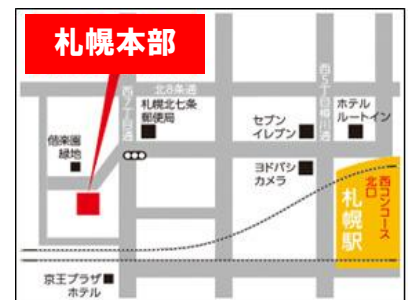 札幌本部
北8条通
西7丁目通
西5丁目樽川通
札幌北七条
郵便局
セブン
イレブン
ホテル
ルートイン
偕楽園
緑地
ヨドバシ
カメラ
西コンコース
北口
札幌駅
京王プラザ
ホテル